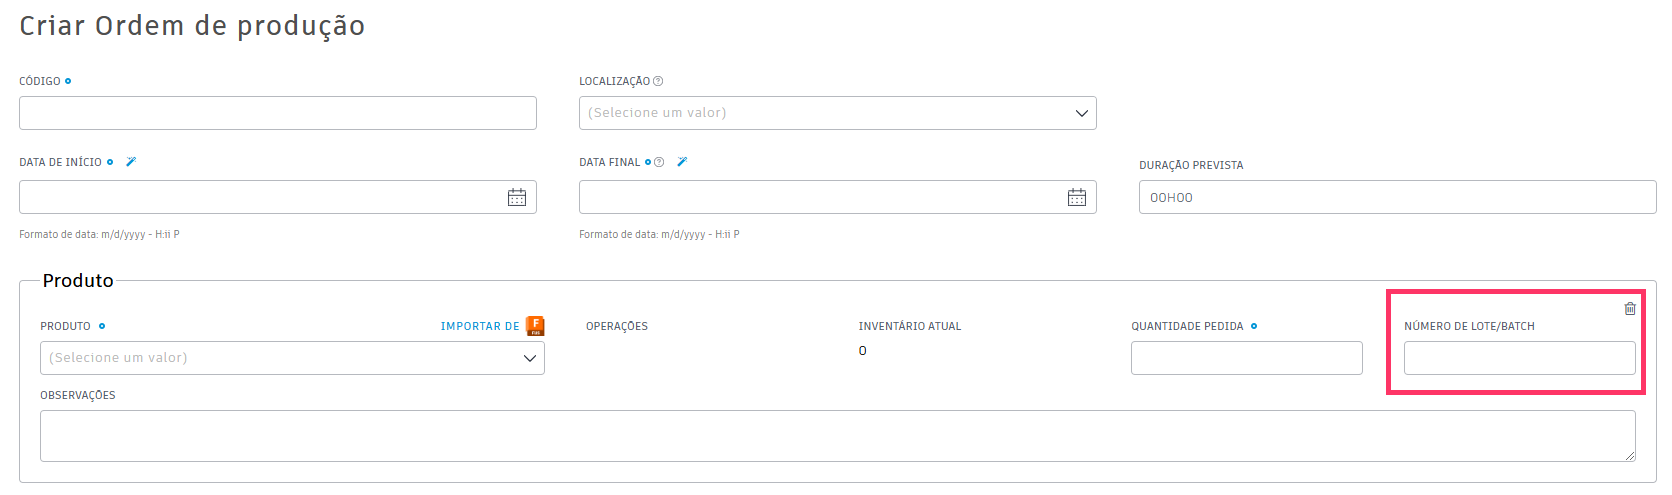 Criar Ordem de produção
CÓDIGO
LOCALIZAÇÃO ?
(Selecione um valor)
DATA DE INÍCIO
DATA FINAL ?
DURAÇÃO PREVISTA
00H00
Formato de data: m/d/yyyy - H:ii P
Formato de data: m/d/yyyy - H:ii P
Produto
PRODUTO IMPORTAR DE F
OPERAÇÕES
INVENTÁRIO ATUAL
QUANTIDADE PEDIDA
NÚMERO DE LOTE/BATCH
(Selecione um valor)
0
OBSERVAÇÕES